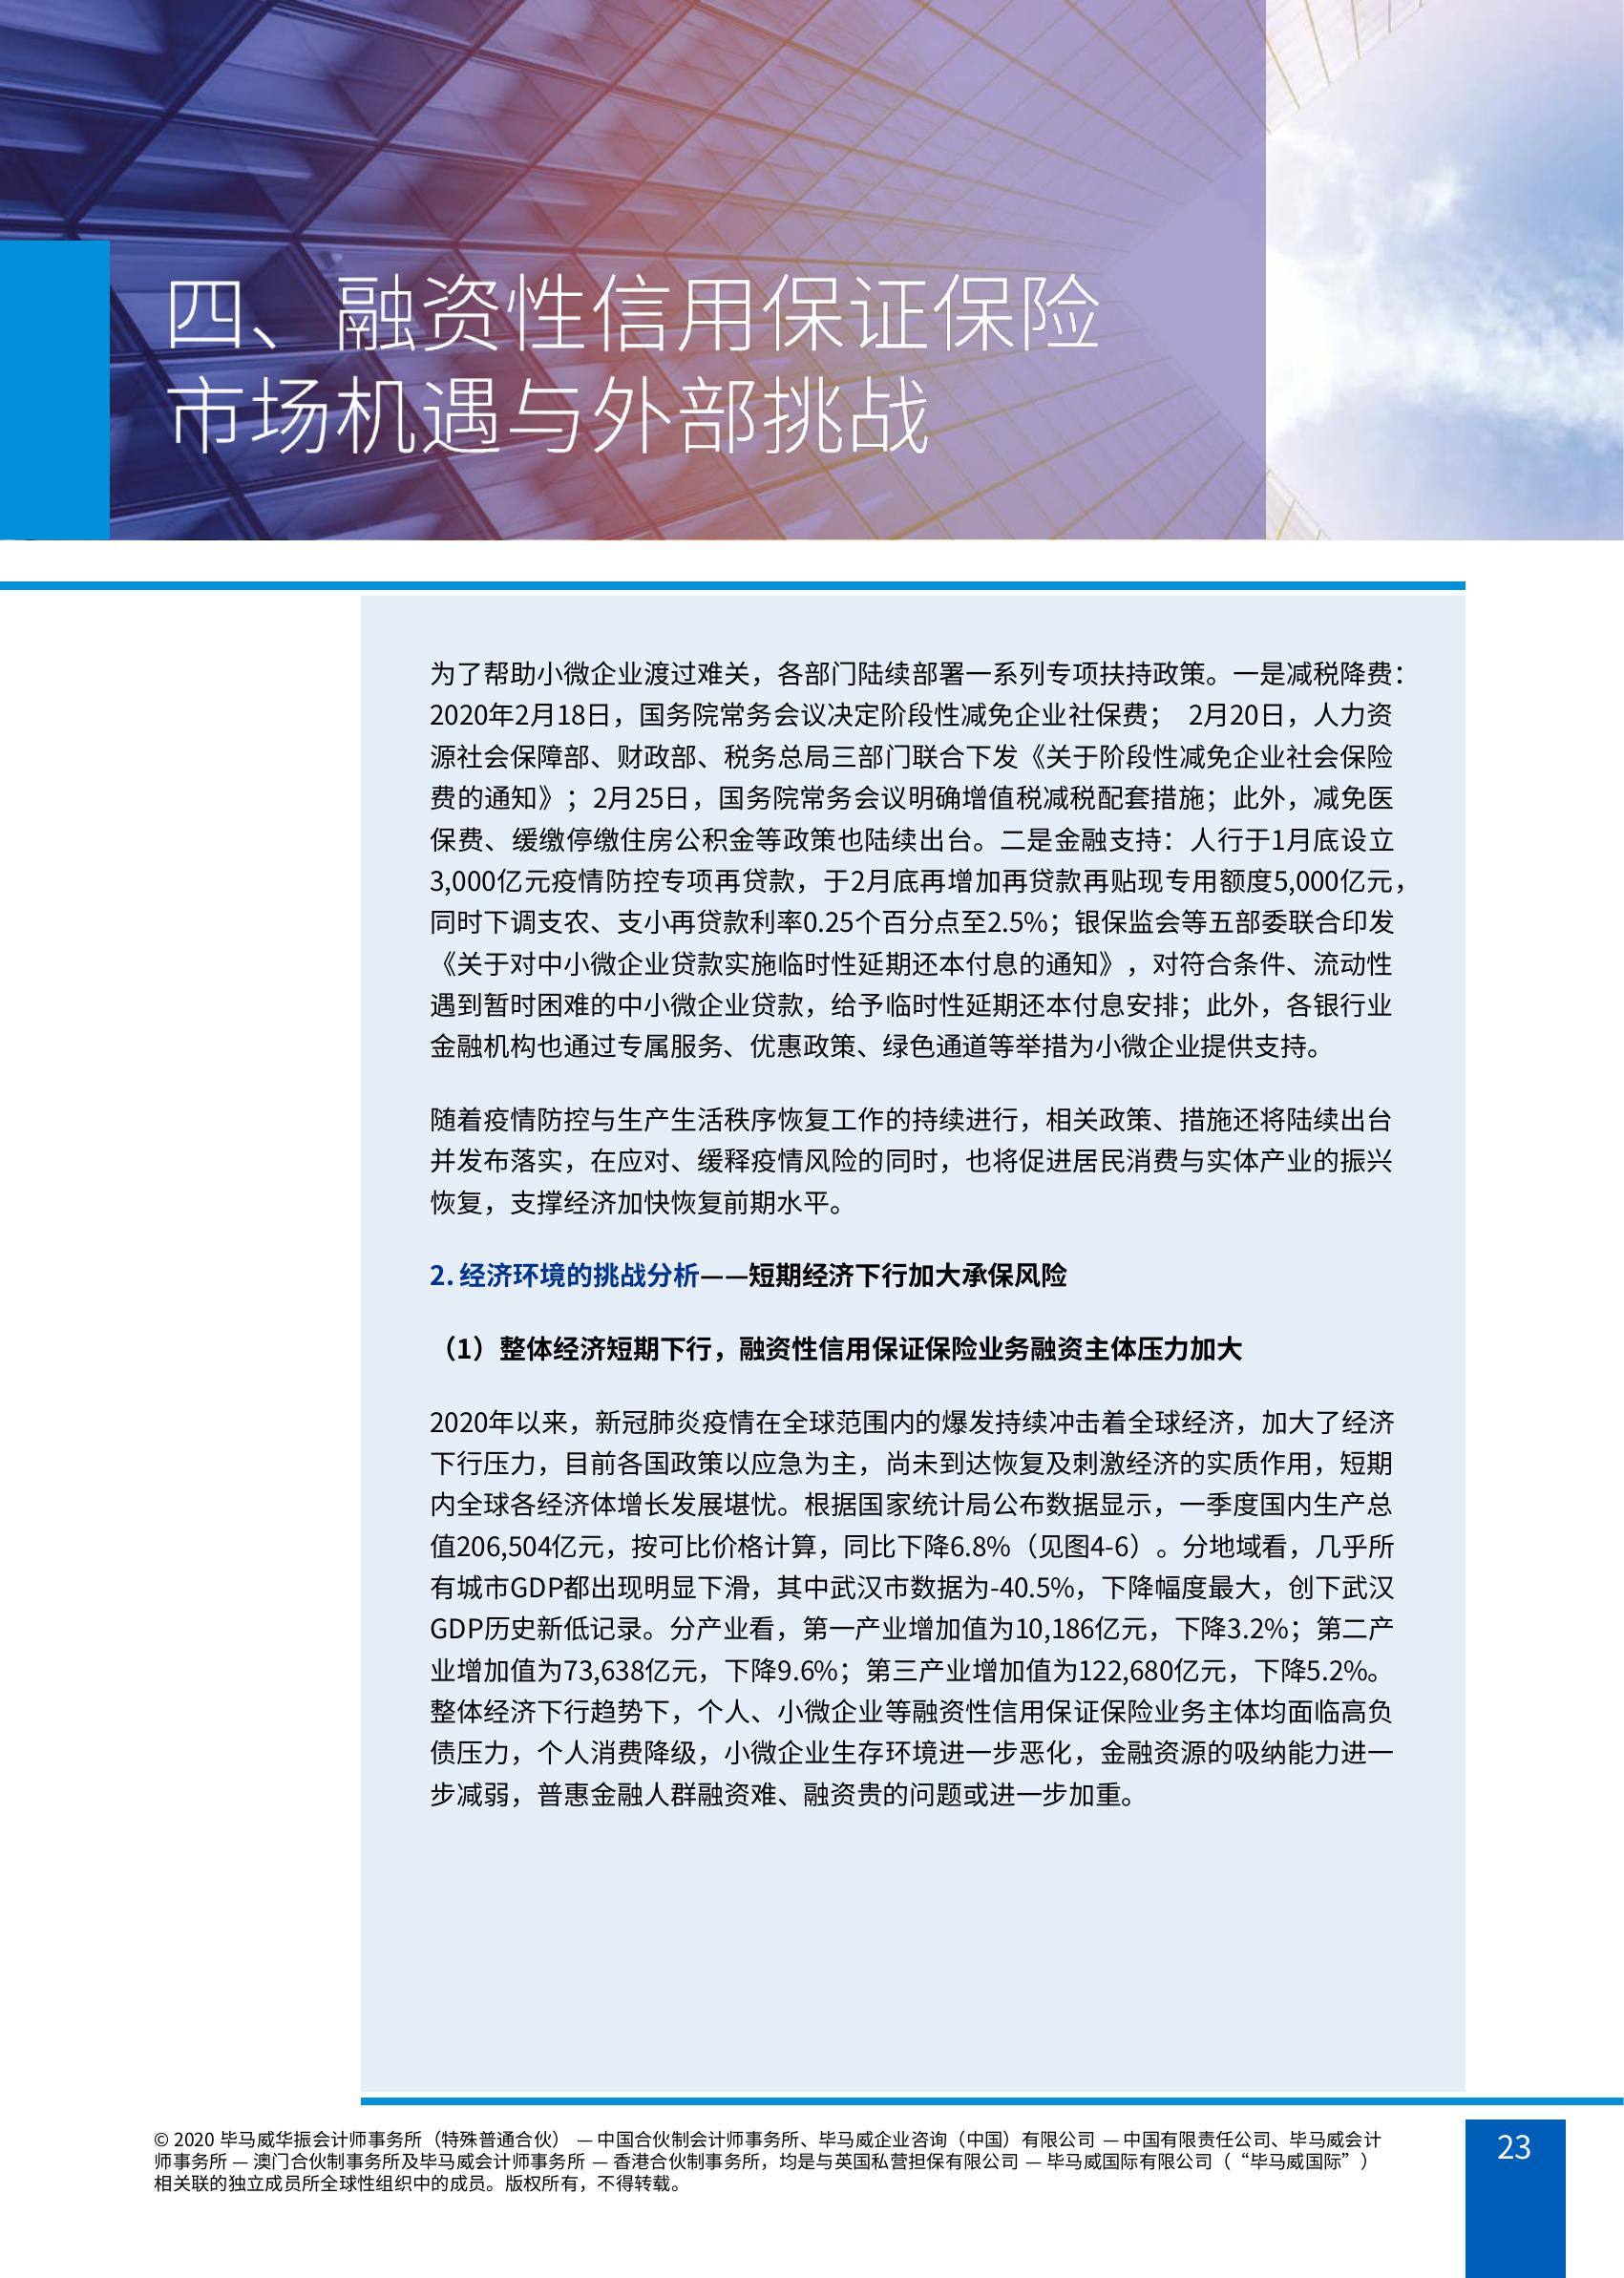 四、融资性信用保证保险
市场机遇与外部挑战
为了帮助小微企业渡过难关，各部门陆续部署一系列专项扶持政策。一是减税降费：
2020年2月18日，国务院常务会议决定阶段性减免企业社保费； 2月20日，人力资
源社会保障部、财政部、税务总局三部门联合下发《关于阶段性减免企业社会保险
费的通知》；2月25日，国务院常务会议明确增值税减税配套措施；此外，减免医
保费、缓缴停缴住房公积金等政策也陆续出台。二是金融支持：人行于1月底设立
3,000亿元疫情防控专项再贷款，于2月底再增加再贷款再贴现专用额度5,000亿元，
同时下调支农、支小再贷款利率0.25个百分点至2.5%；银保监会等五部委联合印发
《关于对中小微企业贷款实施临时性延期还本付息的通知》，对符合条件、流动性
遇到暂时困难的中小微企业贷款，给予临时性延期还本付息安排；此外，各银行业
金融机构也通过专属服务、优惠政策、绿色通道等举措为小微企业提供支持。
随着疫情防控与生产生活秩序恢复工作的持续进行，相关政策、措施还将陆续出台
并发布落实，在应对、缓释疫情风险的同时，也将促进居民消费与实体产业的振兴
恢复，支撑经济加快恢复前期水平。
2. 经济环境的挑战分析——短期经济下行加大承保风险
（1）整体经济短期下行，融资性信用保证保险业务融资主体压力加大
2020年以来，新冠肺炎疫情在全球范围内的爆发持续冲击着全球经济，加大了经济
下行压力，目前各国政策以应急为主，尚未到达恢复及刺激经济的实质作用，短期
内全球各经济体增长发展堪忧。根据国家统计局公布数据显示，一季度国内生产总
值206,504亿元，按可比价格计算，同比下降6.8%（见图4-6）。分地域看，几乎所
有城市GDP都出现明显下滑，其中武汉市数据为-40.5%，下降幅度最大，创下武汉
GDP历史新低记录。分产业看，第一产业增加值为10,186亿元，下降3.2%；第二产
业增加值为73,638亿元，下降9.6%；第三产业增加值为122,680亿元，下降5.2%。
整体经济下行趋势下，个人、小微企业等融资性信用保证保险业务主体均面临高负
债压力，个人消费降级，小微企业生存环境进一步恶化，金融资源的吸纳能力进一
步减弱，普惠金融人群融资难、融资贵的问题或进一步加重。
© 2020 毕马威华振会计师事务所（特殊普通合伙） — 中国合伙制会计师事务所、毕马威企业咨询（中国）有限公司 — 中国有限责任公司、毕马威会计
师事务所 — 澳门合伙制事务所及毕马威会计师事务所 — 香港合伙制事务所，均是与英国私营担保有限公司 — 毕马威国际有限公司（“毕马威国际”）
相关联的独立成员所全球性组织中的成员。版权所有，不得转载。
23